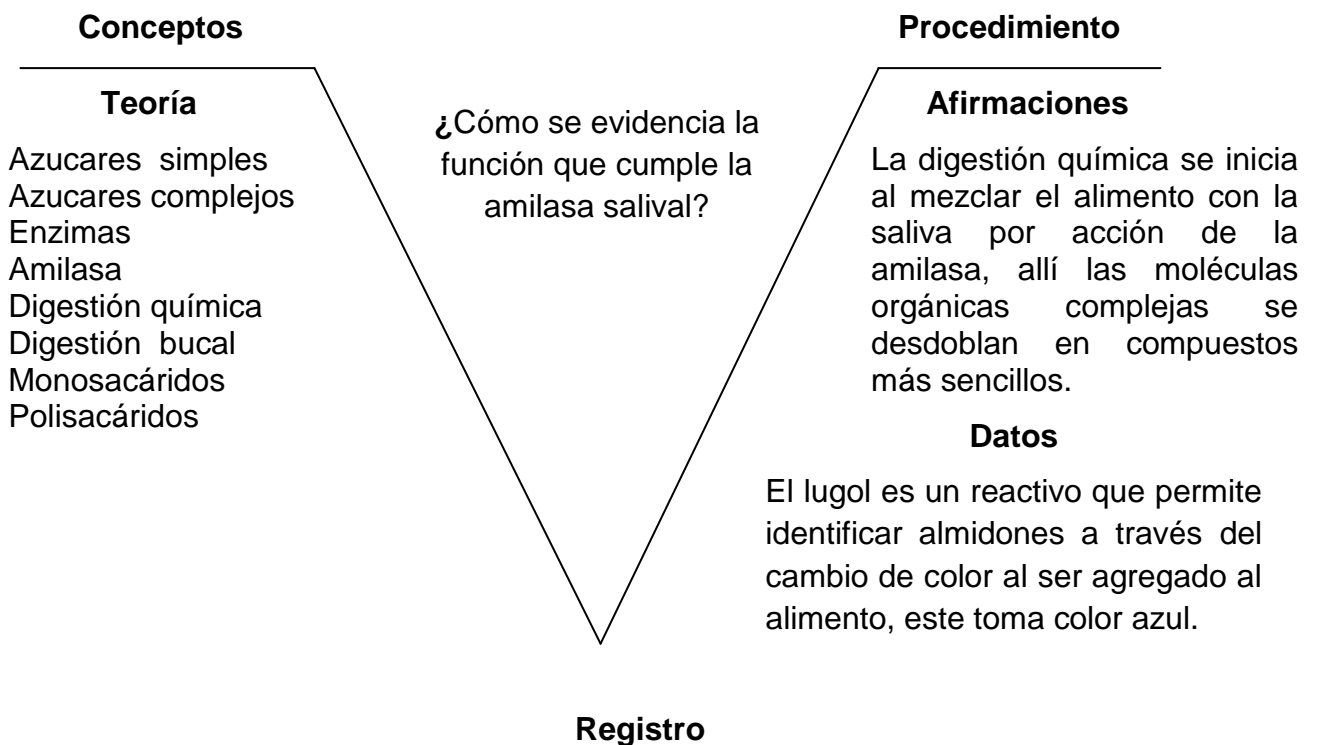 Conceptos
Procedimiento
Teoría
Azucares simples
Azucares complejos
Enzimas
Amilasa
Digestión química
Digestión bucal
Monosacáridos
Polisacáridos
¿Cómo se evidencia la
función que cumple la
amilasa salival?
Afirmaciones
La digestión química se inicia
al mezclar el alimento con la
saliva por acción de la
amilasa, allí las moléculas
orgánicas complejas se
desdoblan en compuestos
más sencillos.
Datos
El lugol es un reactivo que permite
identificar almidones a través del
cambio de color al ser agregado al
alimento, este toma color azul.
Registro